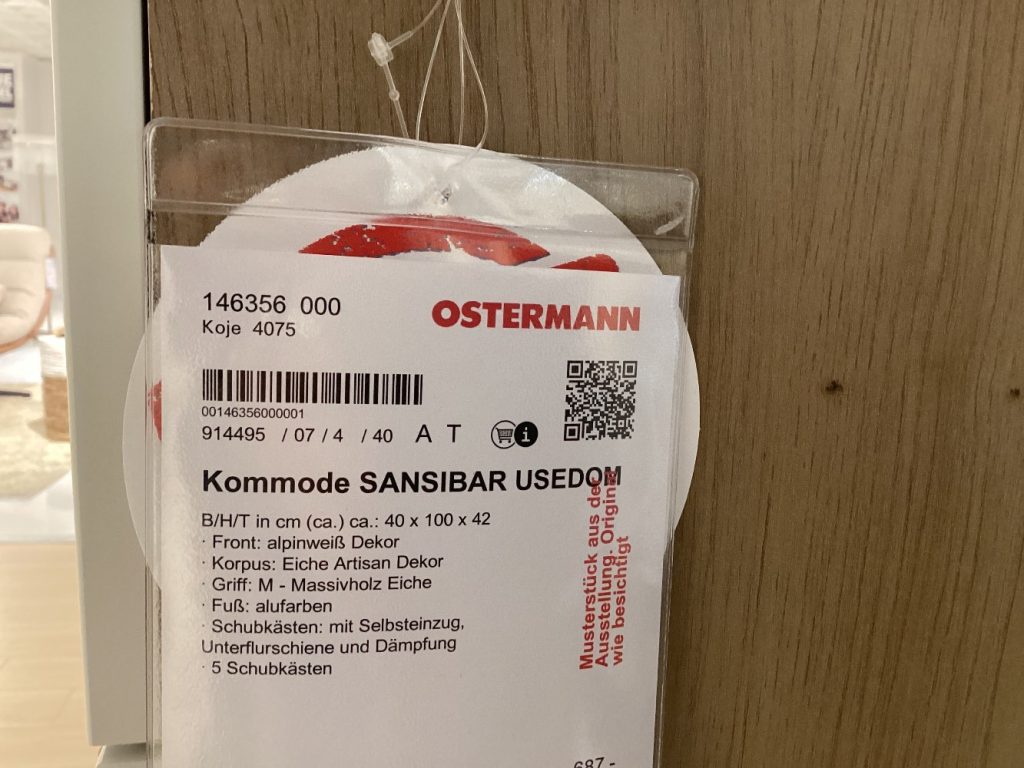 146356 000
Koje 4075
OSTERMANN
00146356000001
914495 / 07 / 4 / 40 A T
i
Kommode SANSIBAR USEDOM
B/H/T in cm (ca.) ca.: 40 x 100 x 42
· Front: alpinweiß Dekor
· Korpus: Eiche Artisan Dekor
· Griff: M - Massivholz Eiche
· Fuß: alufarben
· Schubkästen: mit Selbsteinzug,
Unterflurschiene und Dämpfung
· 5 Schubkästen
Musterstück aus der
Ausstellung. Original
wie besichtigt
687,-